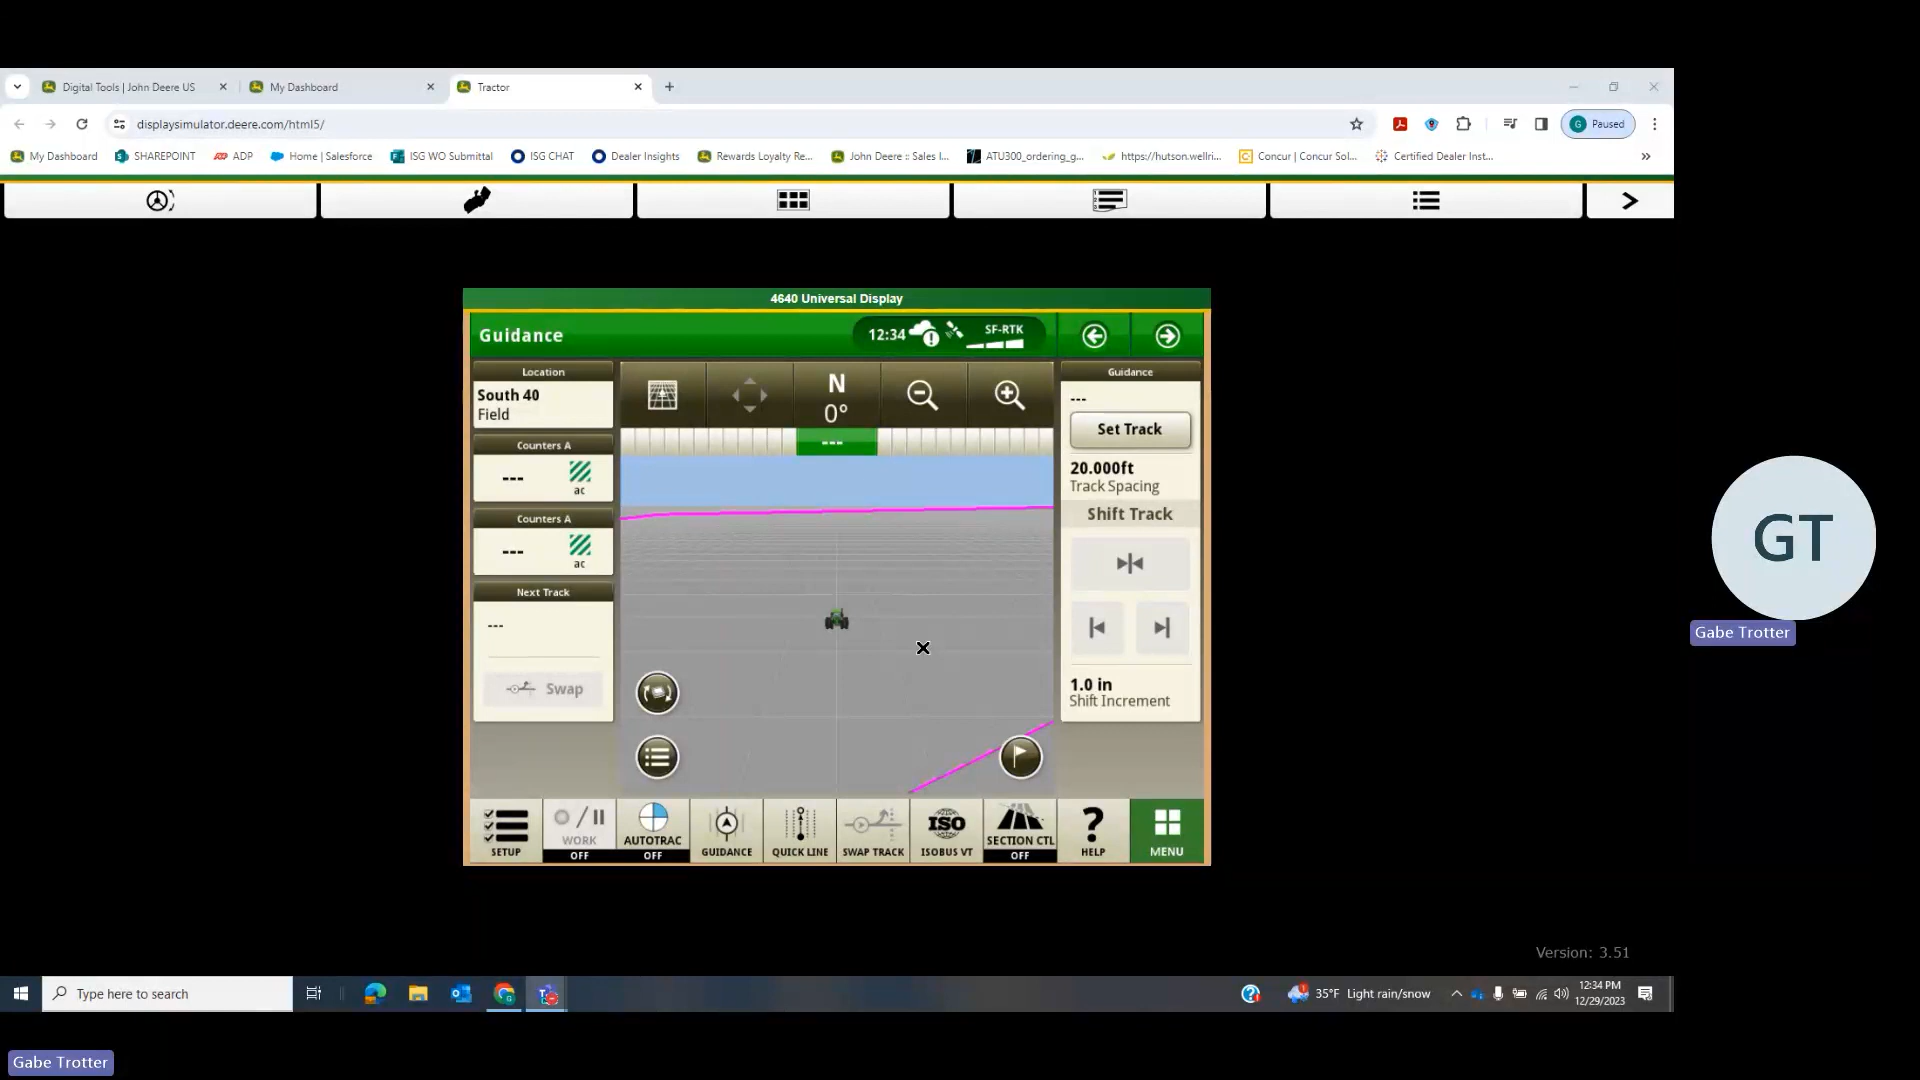 Digital Tools | John Deere US
My Dashboard
Tractor
displaysimulator.deere.com/html5/
G
Paused
My Dashboard
SHAREPOINT
ADP
Home | Salesforce
ISG WO Submittal
ISG CHAT
Dealer Insights
Rewards Loyalty Re...
John Deere :: Sales I...
ATU300_ordering_g...
https://hutson.wellri...
Concur | Concur Sol...
Certified Dealer Inst...
4640 Universal Display
Guidance
12:34
SF-RTK
Location
South 40
Field
Counters A
---
ac
Counters A
---
ac
Next Track
---
Swap
N
0°
---
Guidance
---
Set Track
20.000ft
Track Spacing
Shift Track
1.0 in
Shift Increment
SETUP
WORK
OFF
AUTOTRAC
OFF
GUIDANCE
QUICK LINE
SWAP TRACK
ISO
ISOBUS VT
SECTION CTL
OFF
?
HELP
MENU
GT
Gabe Trotter
Version: 3.51
Type here to search
35°F Light rain/snow
12:34 PM
12/29/2023
Gabe Trotter